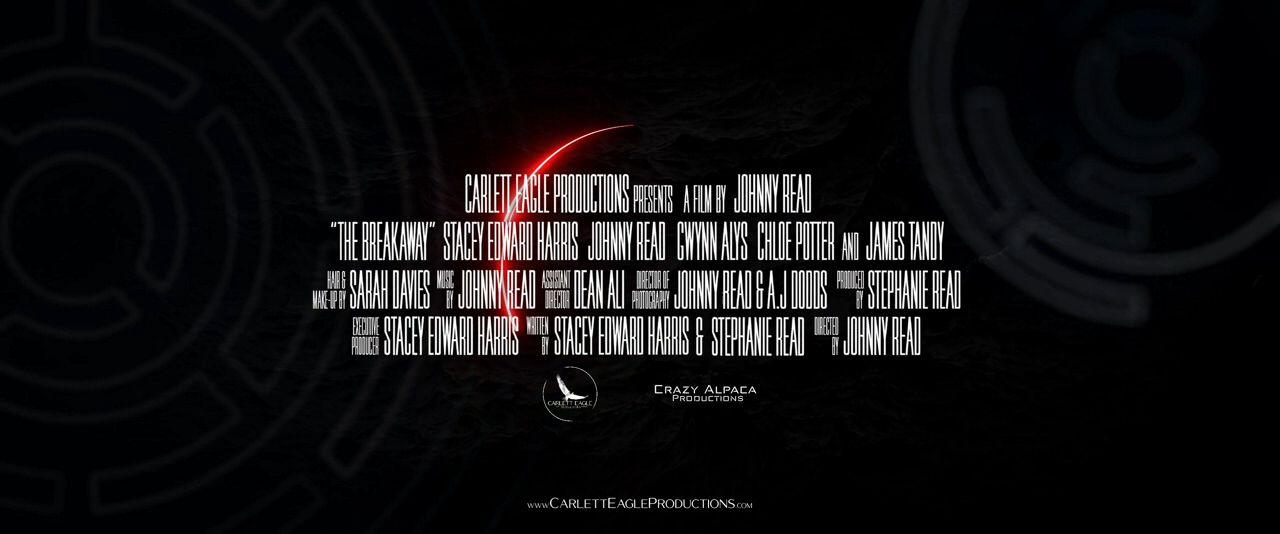 CARLETT EAGLE PRODUCTIONS PRESENTS A FILM BY JOHNNY READ
“THE BREAKAWAY” STACEY EDWARD HARRIS JOHNNY READ GWYNN ALYS CHLOE POTTER AND JAMES TANDY
HAIR & MAKE-UP BY SARAH DAVIES MUSIC BY JOHNNY READ ASSISTANT DIRECTOR DEAN ALI DIRECTOR OF PHOTOGRAPHY JOHNNY READ & A.J DODDS PRODUCED BY STEPHANIE READ
EXECUTIVE PRODUCER STACEY EDWARD HARRIS WRITTEN BY STACEY EDWARD HARRIS & STEPHANIE READ DIRECTED BY JOHNNY READ
CARLETT EAGLE
CRAZY ALPACA
PRODUCTIONS
WWW.CARLETTEAGLEPRODUCTIONS.COM